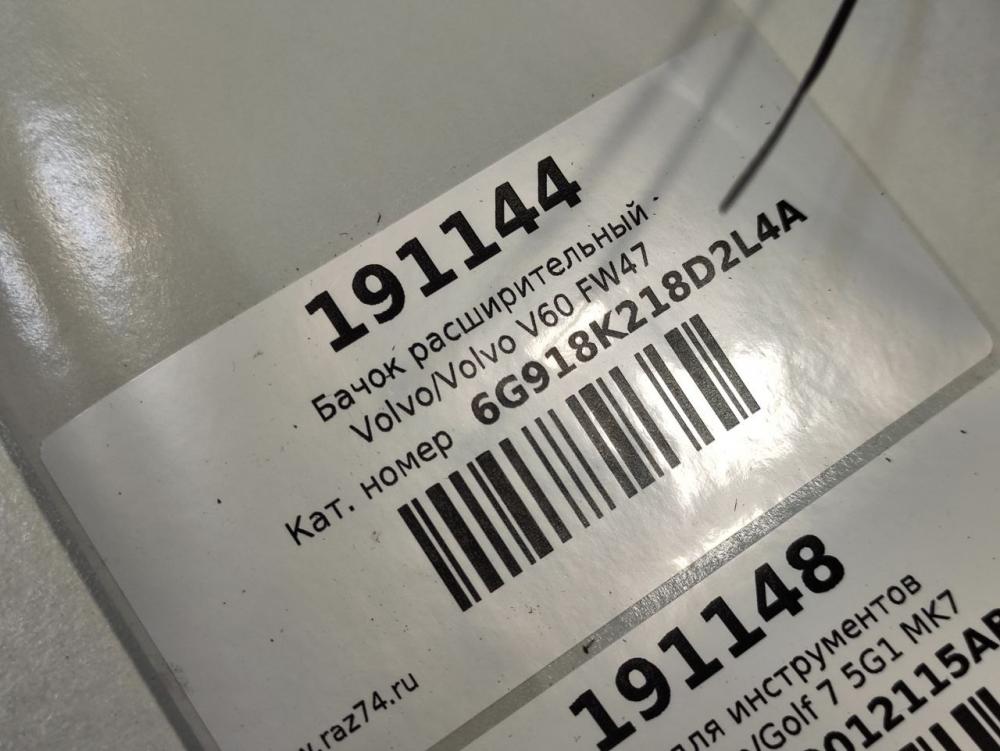 191144
Бачок расширительный -
Volvo/Volvo V60 FW47
Кат. номер 6G918K218D2L4A
.raz74.ru
191148
для инструментов
/Golf 7 5G1 MK7
012115A